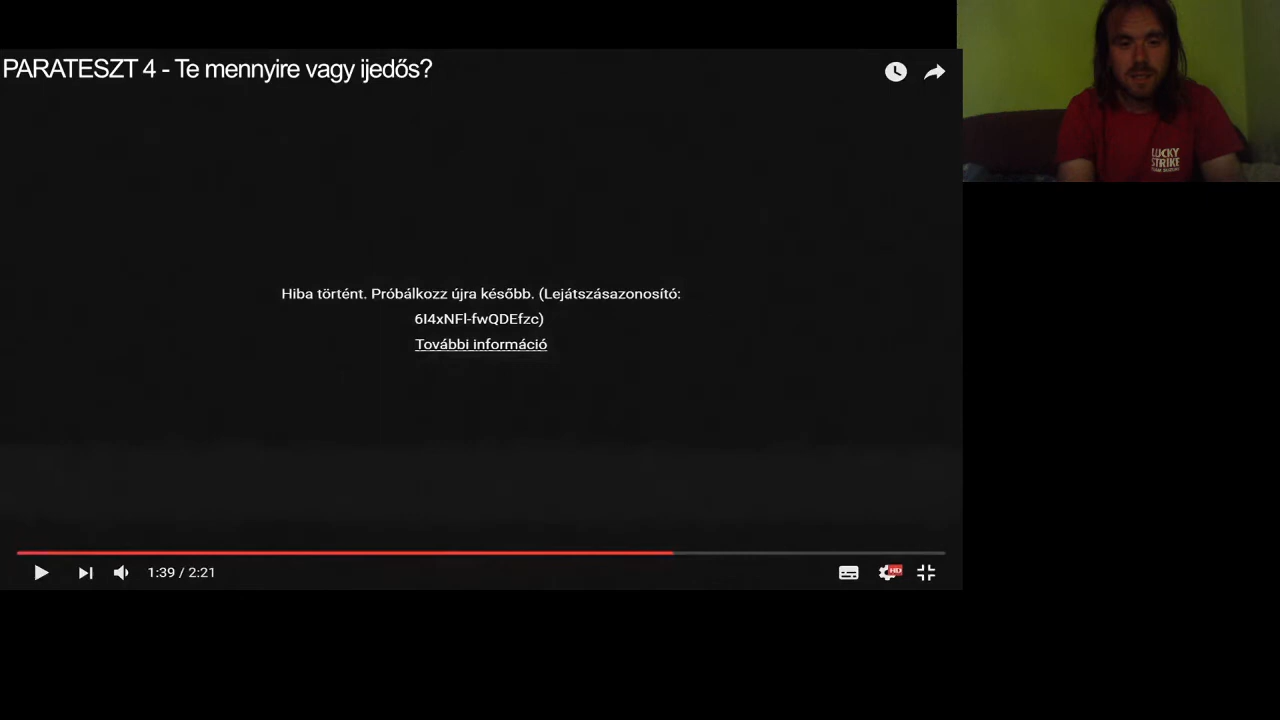 PARATESZT 4 - Te mennyire vagy ijedős?
LUCKY
STRIKE
Hiba történt. Próbálkozz újra később. (Lejátszásazonosító:
6I4xNFl-fwQDEfzc)
További információ
1:39 / 2:21
HD